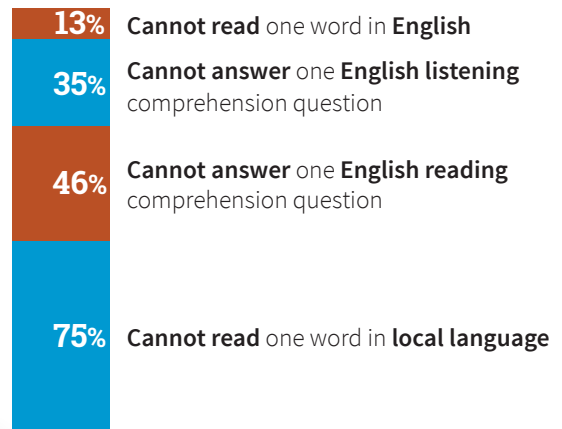 13% Cannot read one word in English
35% Cannot answer one English listening
comprehension question
46% Cannot answer one English reading
comprehension question
75% Cannot read one word in local language